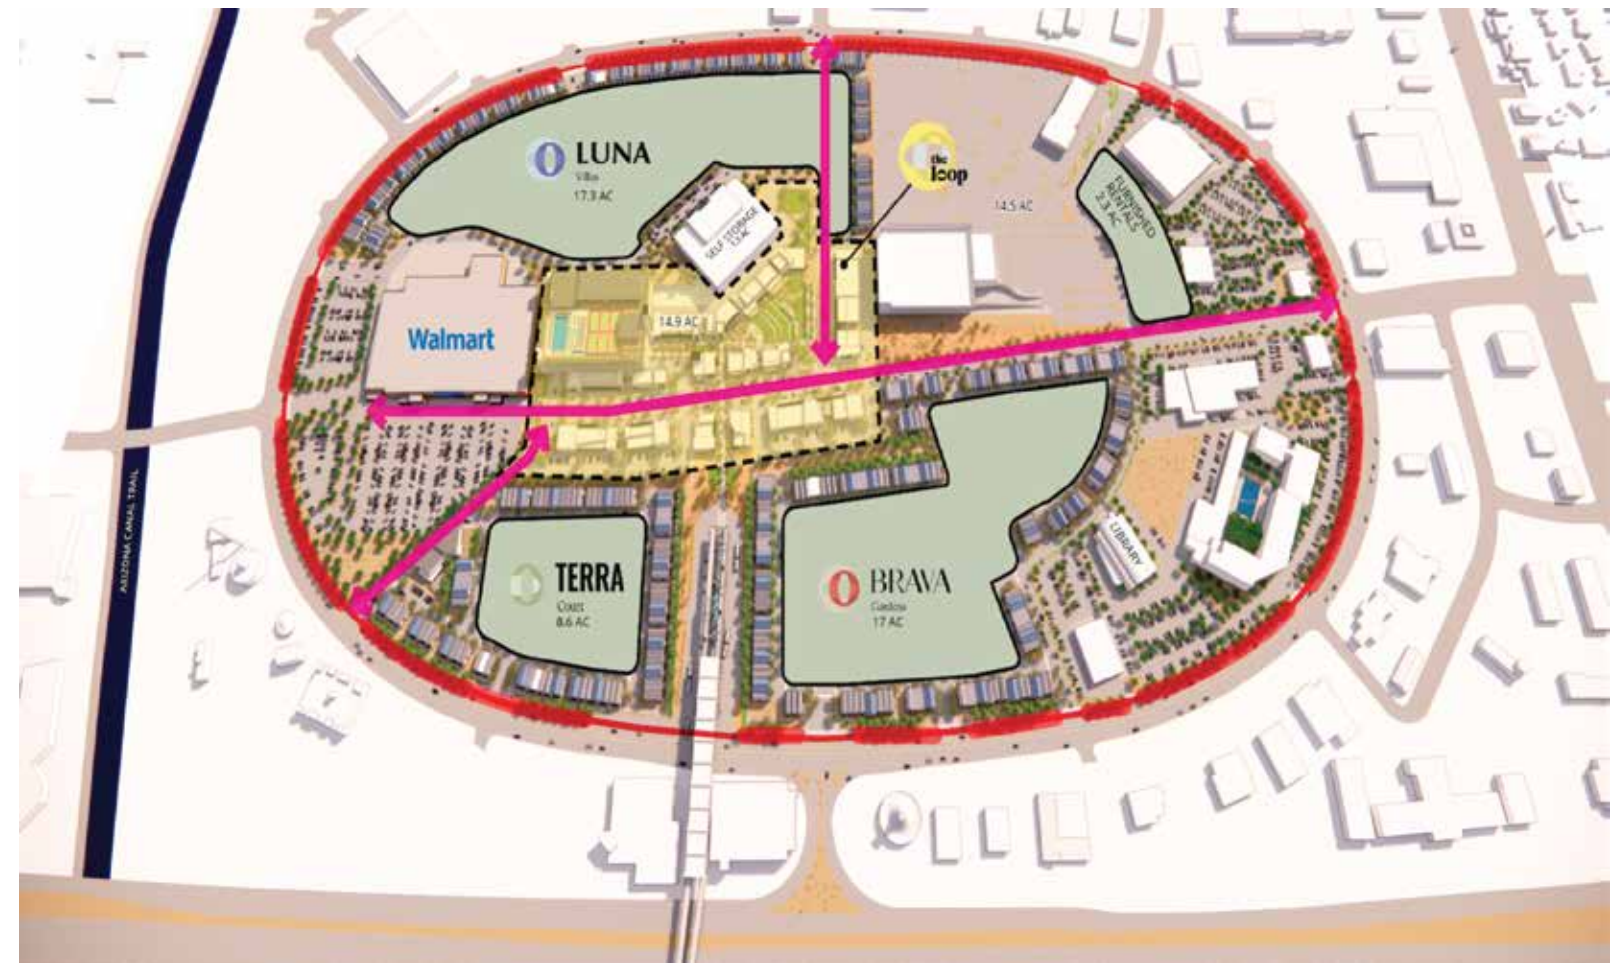 LUNA
Villas
17.3 AC
the
loop
14.5 AC
FURNISHED
RENTALS
2.3 AC
SELF STORAGE
Walmart
14.9 AC
ARIZONA CANAL TRAIL
TERRA
Court
8.6 AC
BRAVA
Gardens
17 AC
LIBRARY